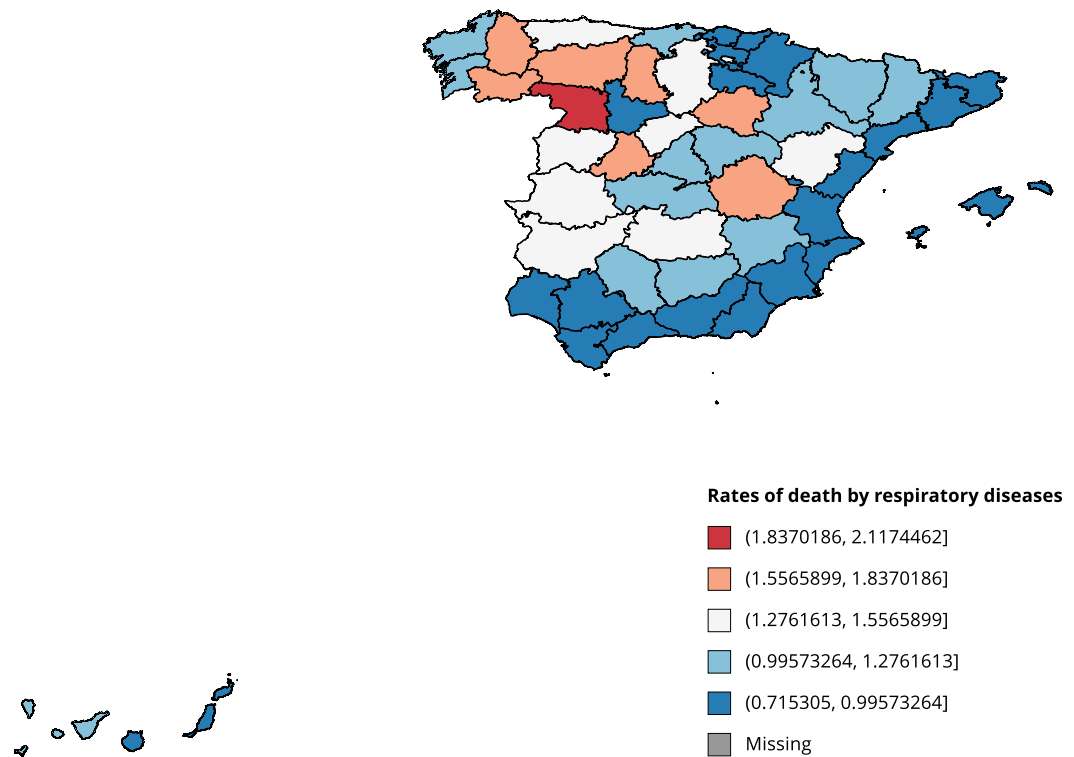 Rates of death by respiratory diseases
(1.8370186, 2.1174462]
(1.5565899, 1.8370186]
(1.2761613, 1.5565899]
(0.99573264, 1.2761613]
(0.715305, 0.99573264]
Missing